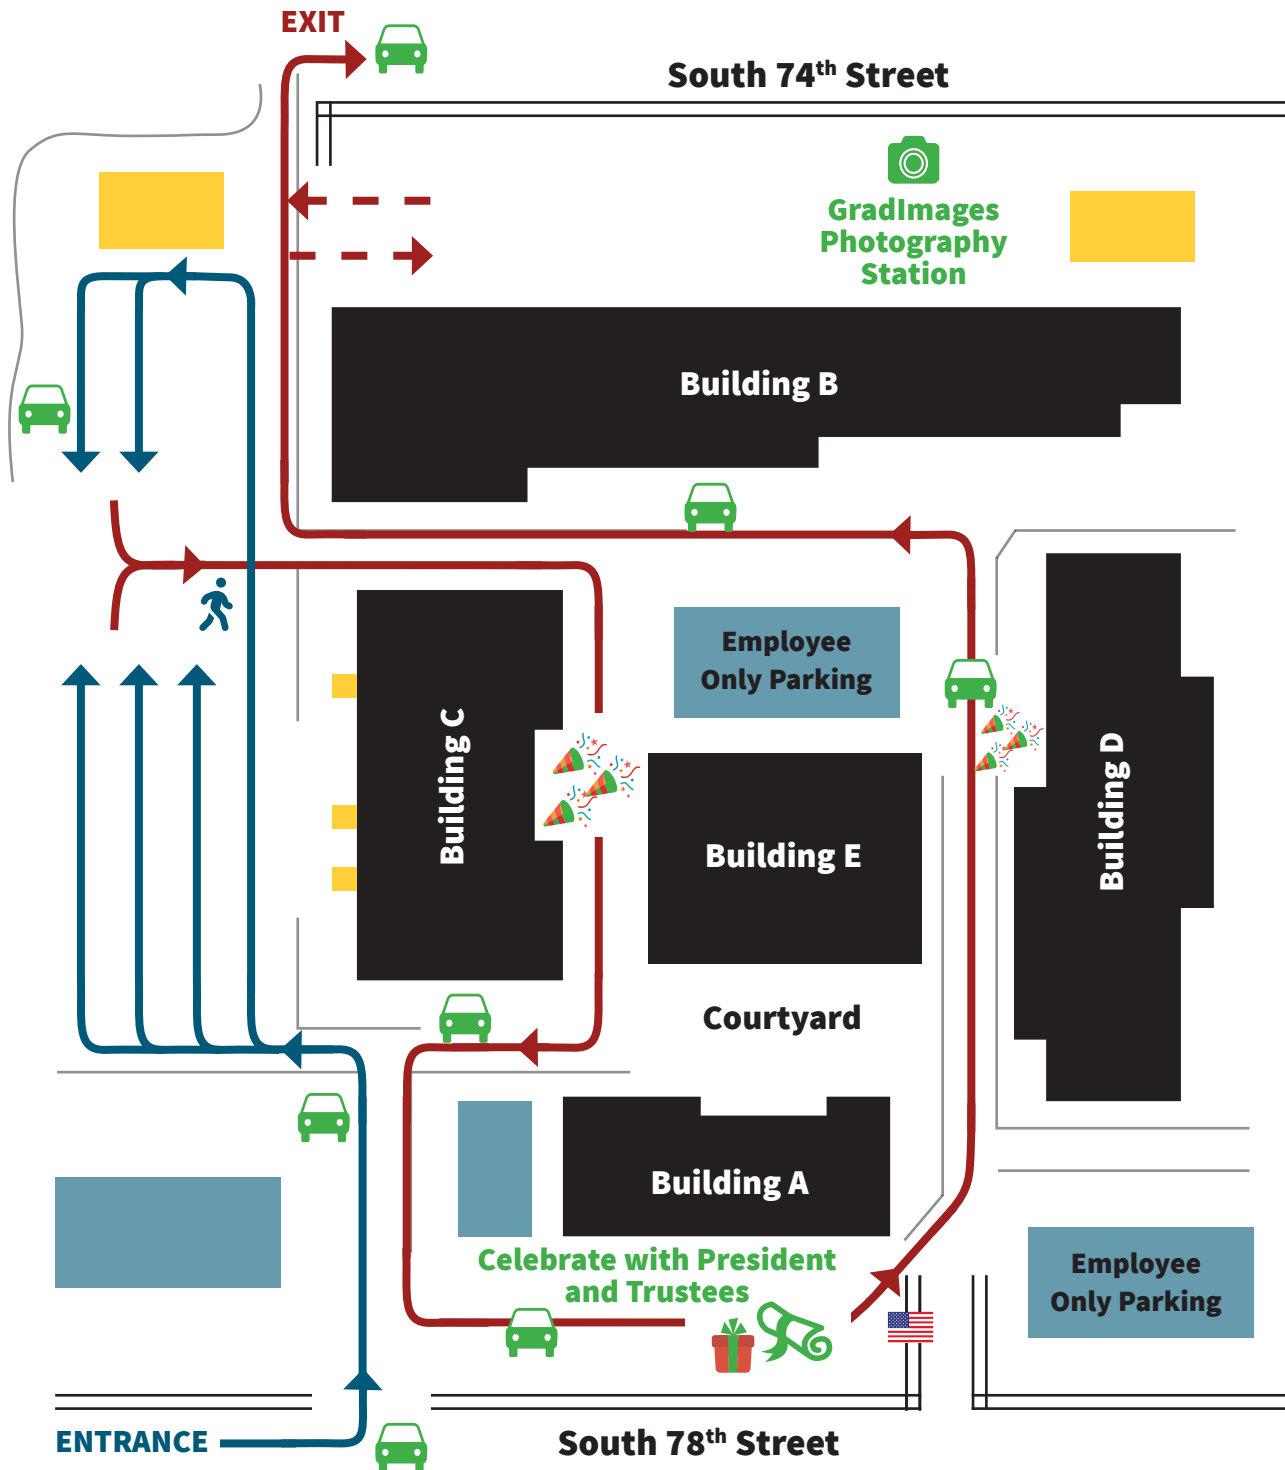 EXIT
South 74th Street
GradImages
Photography
Station
Building B
Employee
Only Parking
Building C
Building D
Building E
Courtyard
Building A
Celebrate with President
and Trustees
Employee
Only Parking
ENTRANCE
South 78th Street